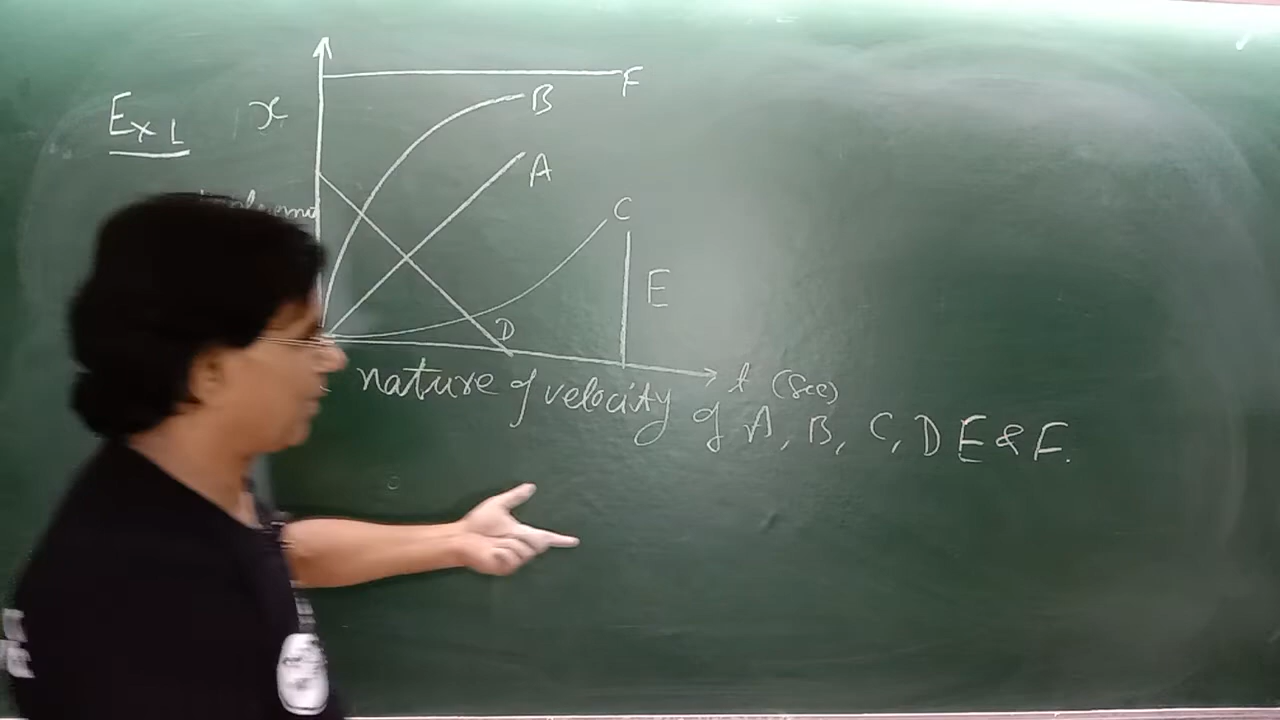 Ex 1
x
F
B
A
C
E
D
t (Sec)
nature of velocity of A, B, C, D E & F.